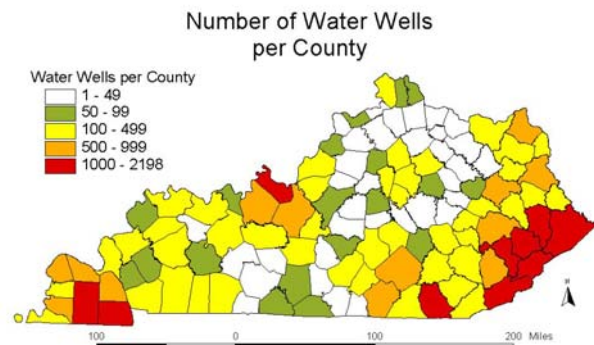 Number of Water Wells
per County
Water Wells per County
1 - 49
50 - 99
100 - 499
500 - 999
1000 - 2198
100 0 100 200 Miles